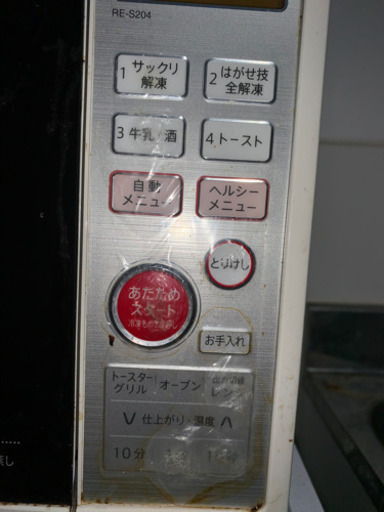 RE-S204
1 サックリ
解凍
2 はがせ技
全解凍
3 牛乳/酒
4 トースト
自動
メニュー
ヘルシー
メニュー
とりけし
あたため
スタート
お手入れ
トースター
グリル
オーブン
レンジ
∨ 仕上がり・温度 ∧
10分